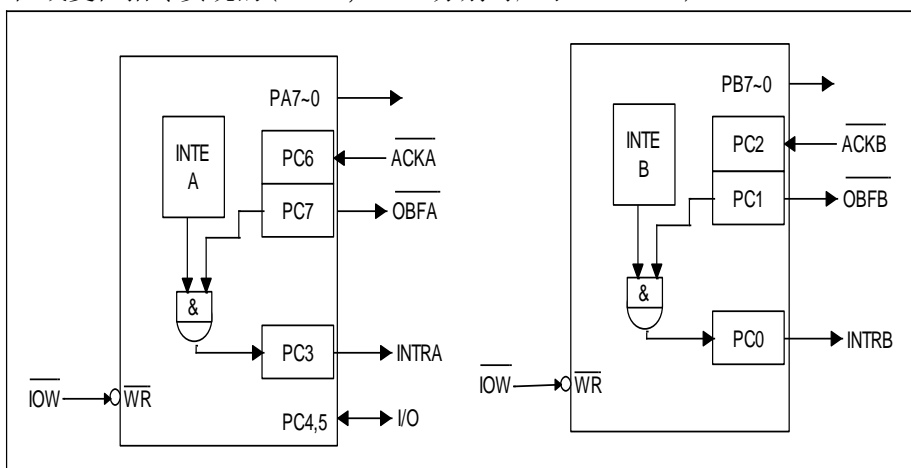 PA7~0
INTE
A
PC6
ACKA
PC7
OBFA
&
PC3
INTRA
IOW
WR
PC4,5
I/O
PB7~0
INTE
B
PC2
ACKB
PC1
OBFB
&
PC0
INTRB
IOW
WR